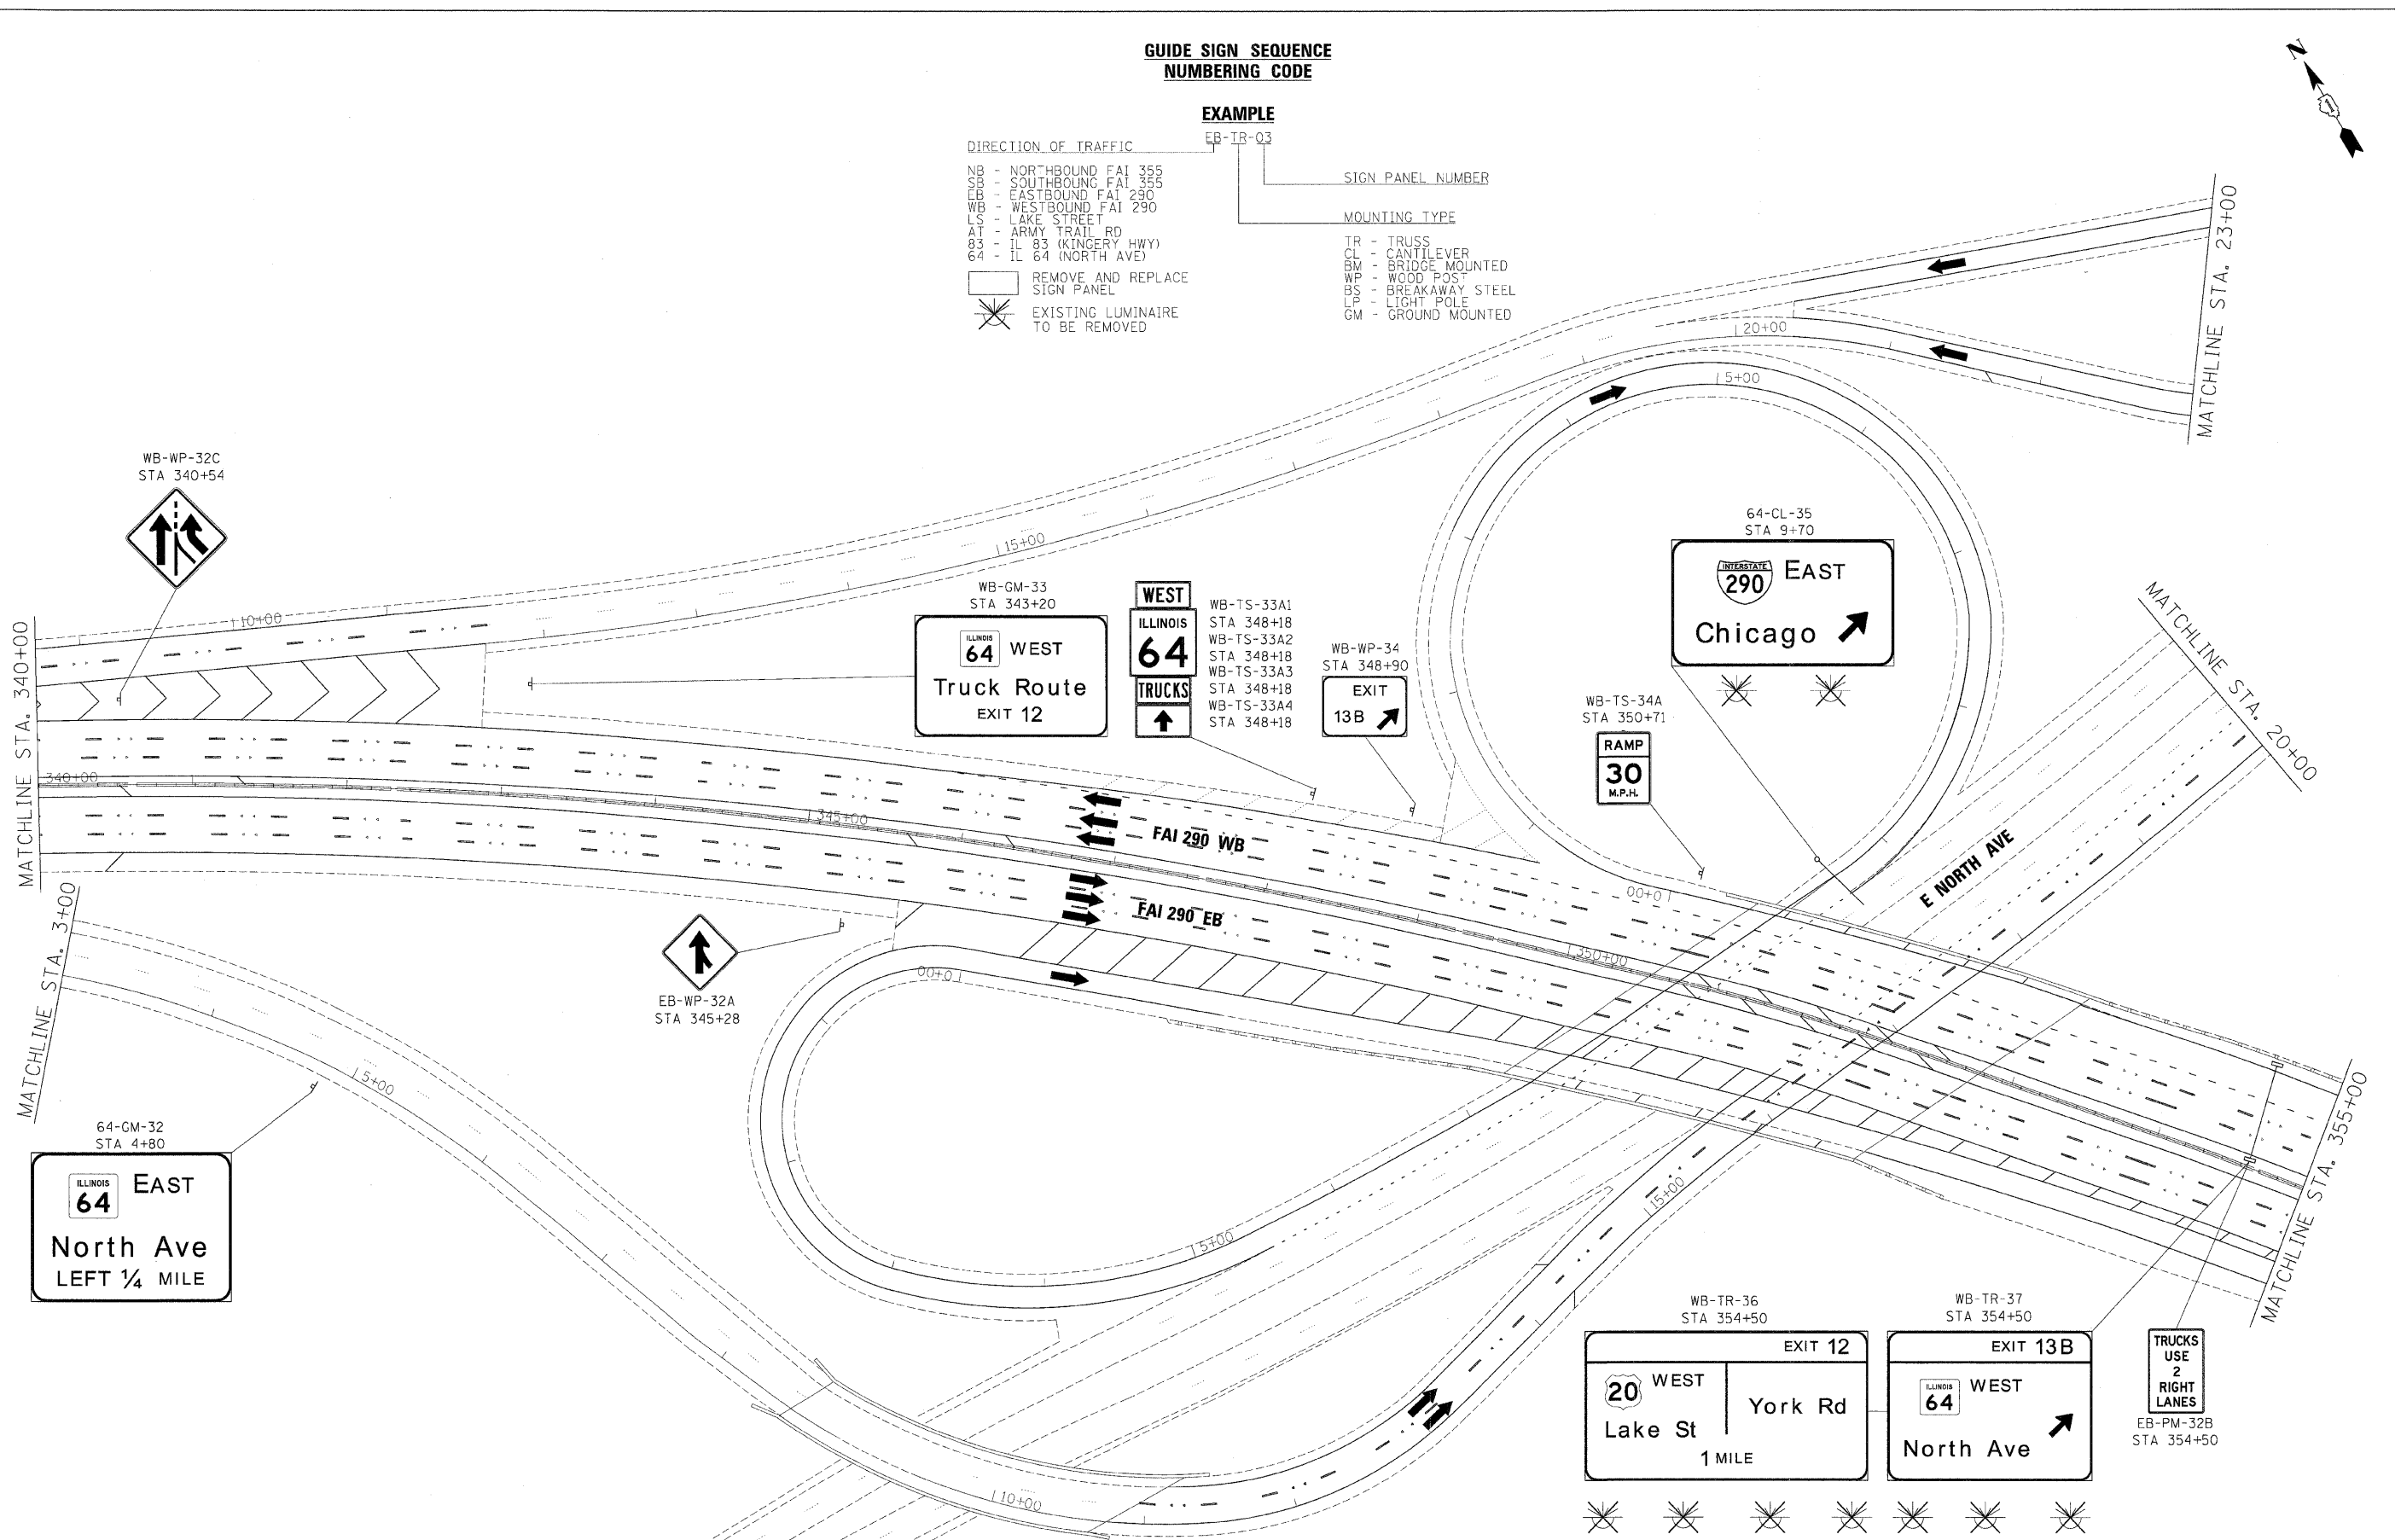 GUIDE SIGN SEQUENCE
NUMBERING CODE
EXAMPLE
EB-TR-03
DIRECTION OF TRAFFIC
NB - NORTHBOUND FAI 355
SB - SOUTHBOUNG FAI 355
EB - EASTBOUND FAI 290
WB - WESTBOUND FAI 290
LS - LAKE STREET
AT - ARMY TRAIL RD
83 - IL 83 (KINGERY HWY)
64 - IL 64 (NORTH AVE)
REMOVE AND REPLACE
SIGN PANEL
EXISTING LUMINAIRE
TO BE REMOVED
SIGN PANEL NUMBER
MOUNTING TYPE
TR - TRUSS
CL - CANTILEVER
BM - BRIDGE MOUNTED
WP - WOOD POST
BS - BREAKAWAY STEEL
LP - LIGHT POLE
GM - GROUND MOUNTED
N
MATCHLINE STA. 23+00
20+00
5+00
15+00
10+00
WB-WP-32C
STA 340+54
MATCHLINE STA. 340+00
340+00
345+00
350+00
WB-GM-33
STA 343+20
ILLINOIS
64 WEST
Truck Route
EXIT 12
WEST
ILLINOIS
64
TRUCKS
WB-TS-33A1
STA 348+18
WB-TS-33A2
STA 348+18
WB-TS-33A3
STA 348+18
WB-TS-33A4
STA 348+18
WB-WP-34
STA 348+90
EXIT
13B
64-CL-35
STA 9+70
INTERSTATE
290 EAST
Chicago
WB-TS-34A
STA 350+71
RAMP
30
M.P.H.
MATCHLINE STA. 20+00
E NORTH AVE
FAI 290 WB
FAI 290 EB
0+00
0+00
EB-WP-32A
STA 345+28
MATCHLINE STA. 3+00
5+00
64-GM-32
STA 4+80
ILLINOIS
64 EAST
North Ave
LEFT 1/4 MILE
5+00
10+00
15+00
MATCHLINE STA. 355+00
WB-TR-36
STA 354+50
EXIT 12
20 WEST
Lake St
York Rd
1 MILE
WB-TR-37
STA 354+50
EXIT 13B
ILLINOIS
64 WEST
North Ave
TRUCKS
USE
2
RIGHT
LANES
EB-PM-32B
STA 354+50